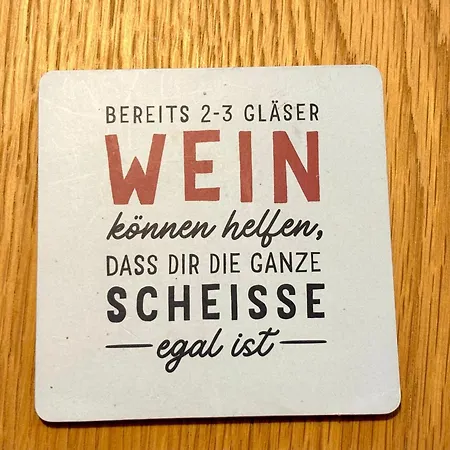 BEREITS 2-3 GLÄSER
WEIN
können helfen,
DASS DIR DIE GANZE
SCHEISSE
egal ist